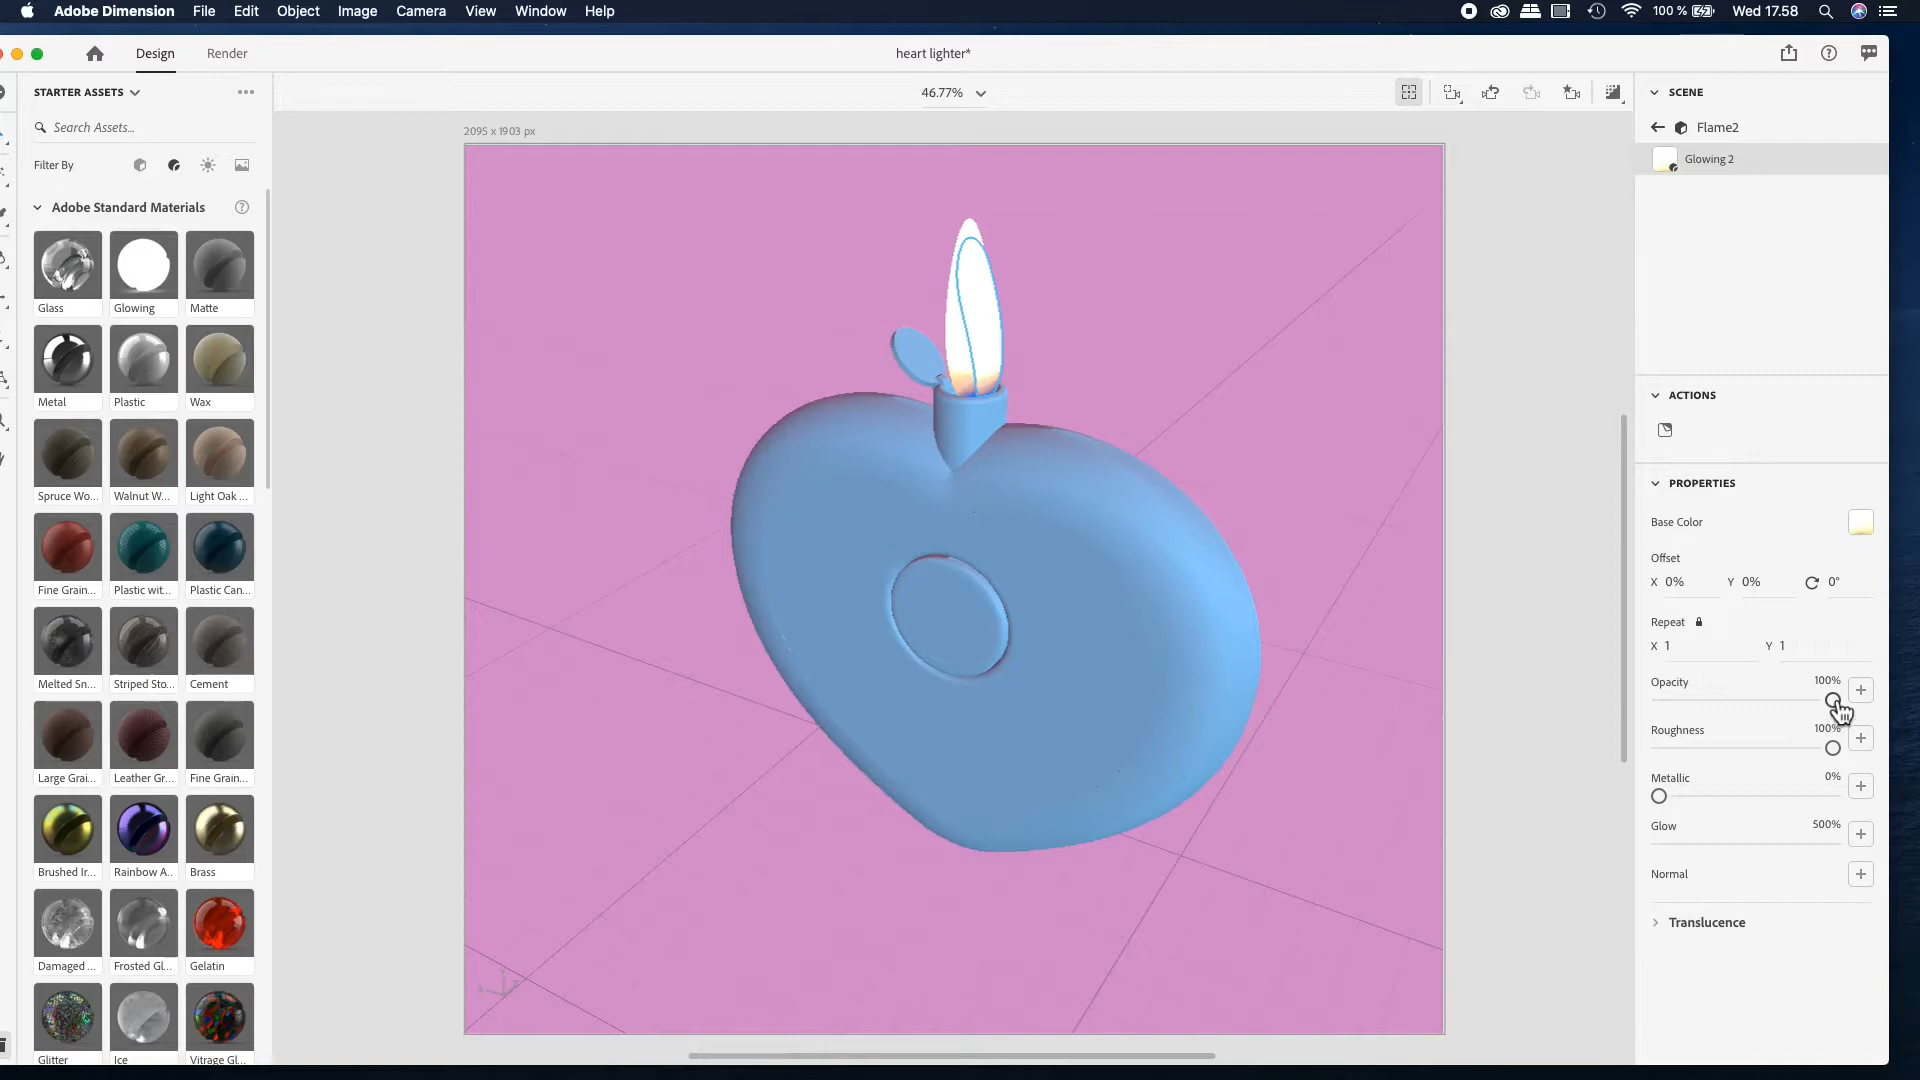 Adobe Dimension File Edit Object Image Camera View Window Help 100 % Wed 17.58
Design Render heart lighter*
STARTER ASSETS
Search Assets...
Filter By
Adobe Standard Materials
Glass Glowing Matte
Metal Plastic Wax
Spruce Wo... Walnut W... Light Oak ...
Fine Grain... Plastic wit... Plastic Can...
Melted Sn... Striped Sto... Cement
Large Grai... Leather Gr... Fine Grain...
Brushed Ir... Rainbow A.. Brass
Damaged ... Frosted Gl... Gelatin
Glitter Ice Vitrage Gl...
46.77%
2095 x 1903 px
SCENE
Flame2
Glowing 2
ACTIONS
PROPERTIES
Base Color
Offset
X 0% Y 0% 0°
Repeat
X 1 Y 1
Opacity 100%
Roughness 100%
Metallic 0%
Glow 500%
Normal
Translucence